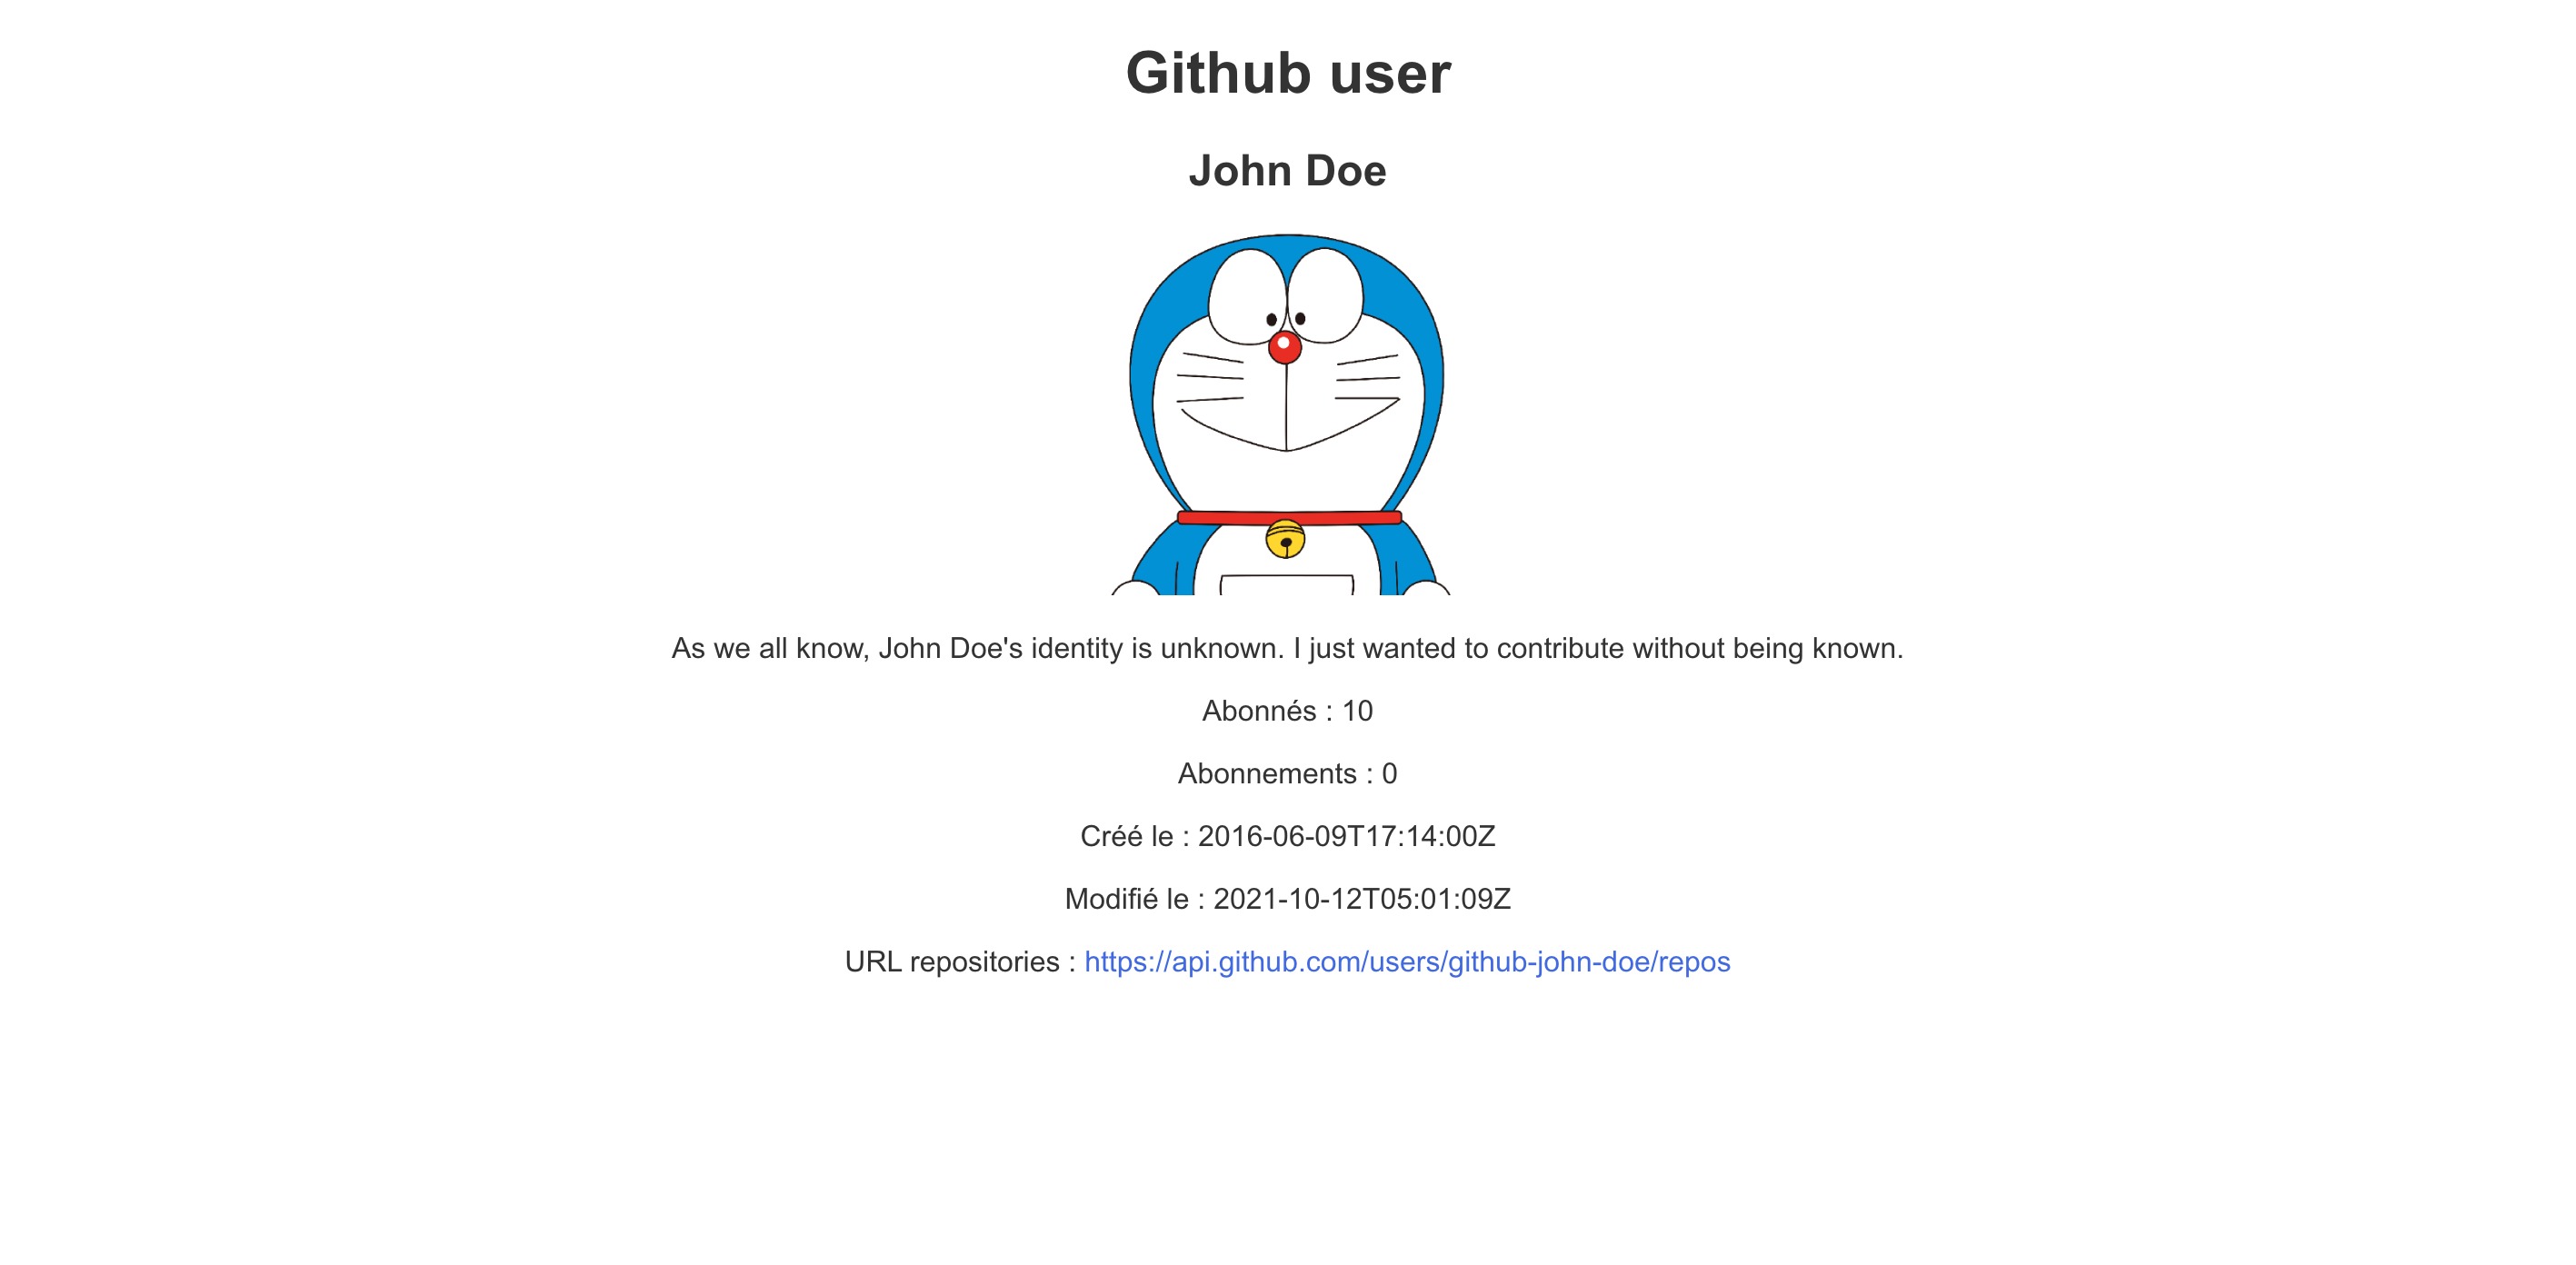 Github user
John Doe
As we all know, John Doe's identity is unknown. I just wanted to contribute without being known.
Abonnés : 10
Abonnements : 0
Créé le : 2016-06-09T17:14:00Z
Modifié le : 2021-10-12T05:01:09Z
URL repositories : https://api.github.com/users/github-john-doe/repos